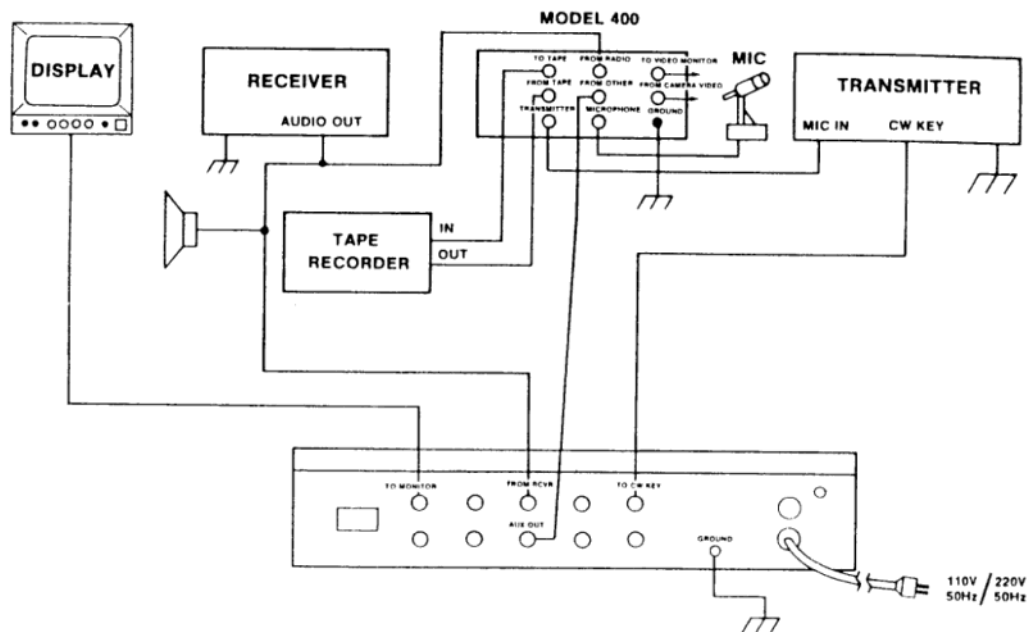 MODEL 400
DISPLAY
RECEIVER
AUDIO OUT
TO TAPE
FROM RADIO
TO VIDEO MONITOR
FROM TAPE
FROM OTHER
FROM CAMERA VIDEO
TRANSMITTER
MICROPHONE
GROUND
MIC
TRANSMITTER
MIC IN
CW KEY
TAPE
RECORDER
IN
OUT
TO MONITOR
FROM RCVR
TO CW KEY
AUX OUT
GROUND
110V / 220V
50Hz / 50Hz